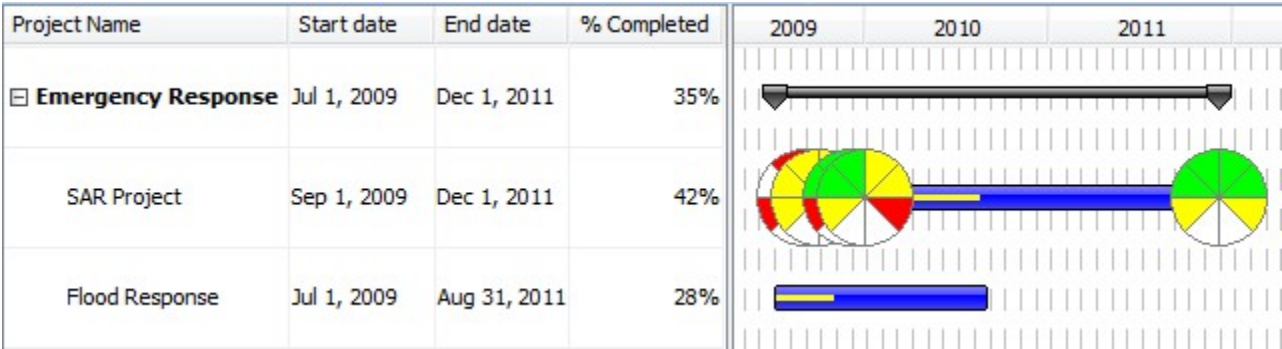 Project Name Start date End date % Completed 2009 2010 2011
Emergency Response Jul 1, 2009 Dec 1, 2011 35%
SAR Project Sep 1, 2009 Dec 1, 2011 42%
Flood Response Jul 1, 2009 Aug 31, 2011 28%